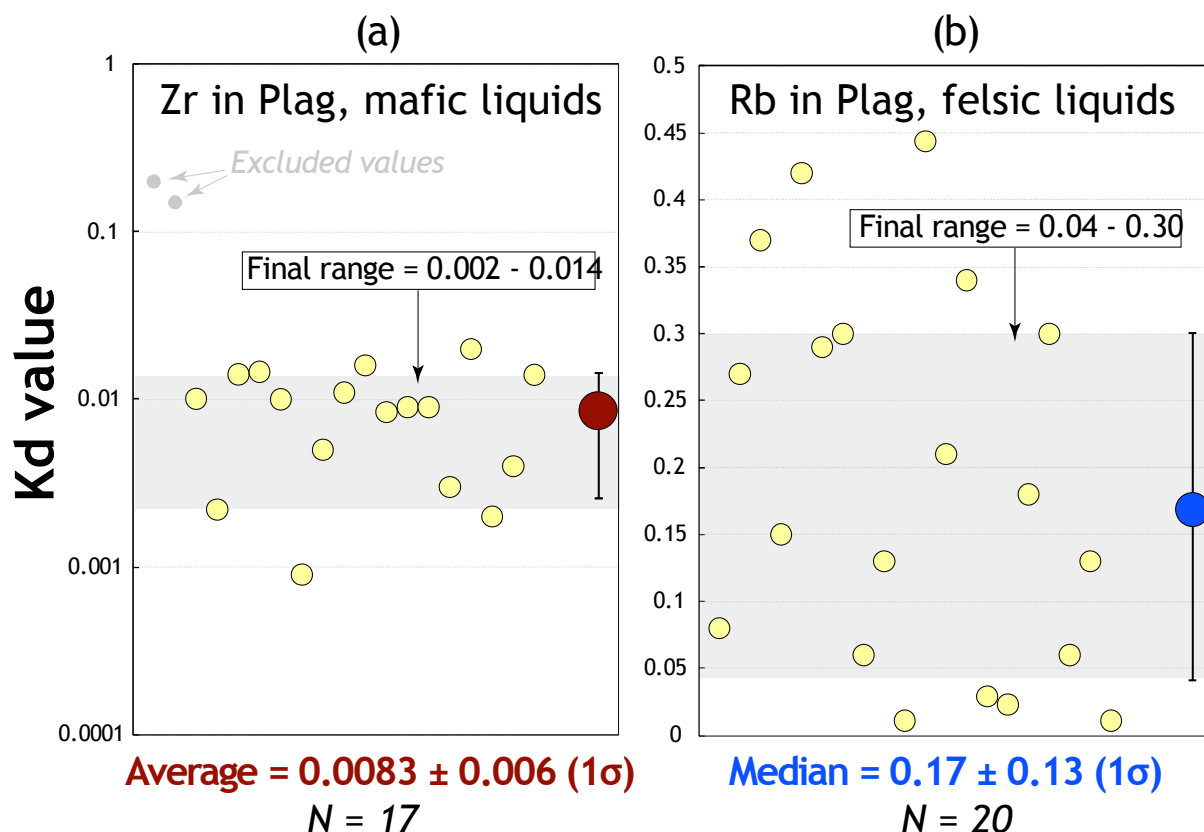 (a)
Zr in Plag, mafic liquids
Excluded values
Final range = 0.002 - 0.014
Kd value
1
0.1
0.01
0.001
0.0001
Average = 0.0083 ± 0.006 (1σ)
N = 17
(b)
Rb in Plag, felsic liquids
Final range = 0.04 - 0.30
0.5
0.45
0.4
0.35
0.3
0.25
0.2
0.15
0.1
0.05
0
Median = 0.17 ± 0.13 (1σ)
N = 20